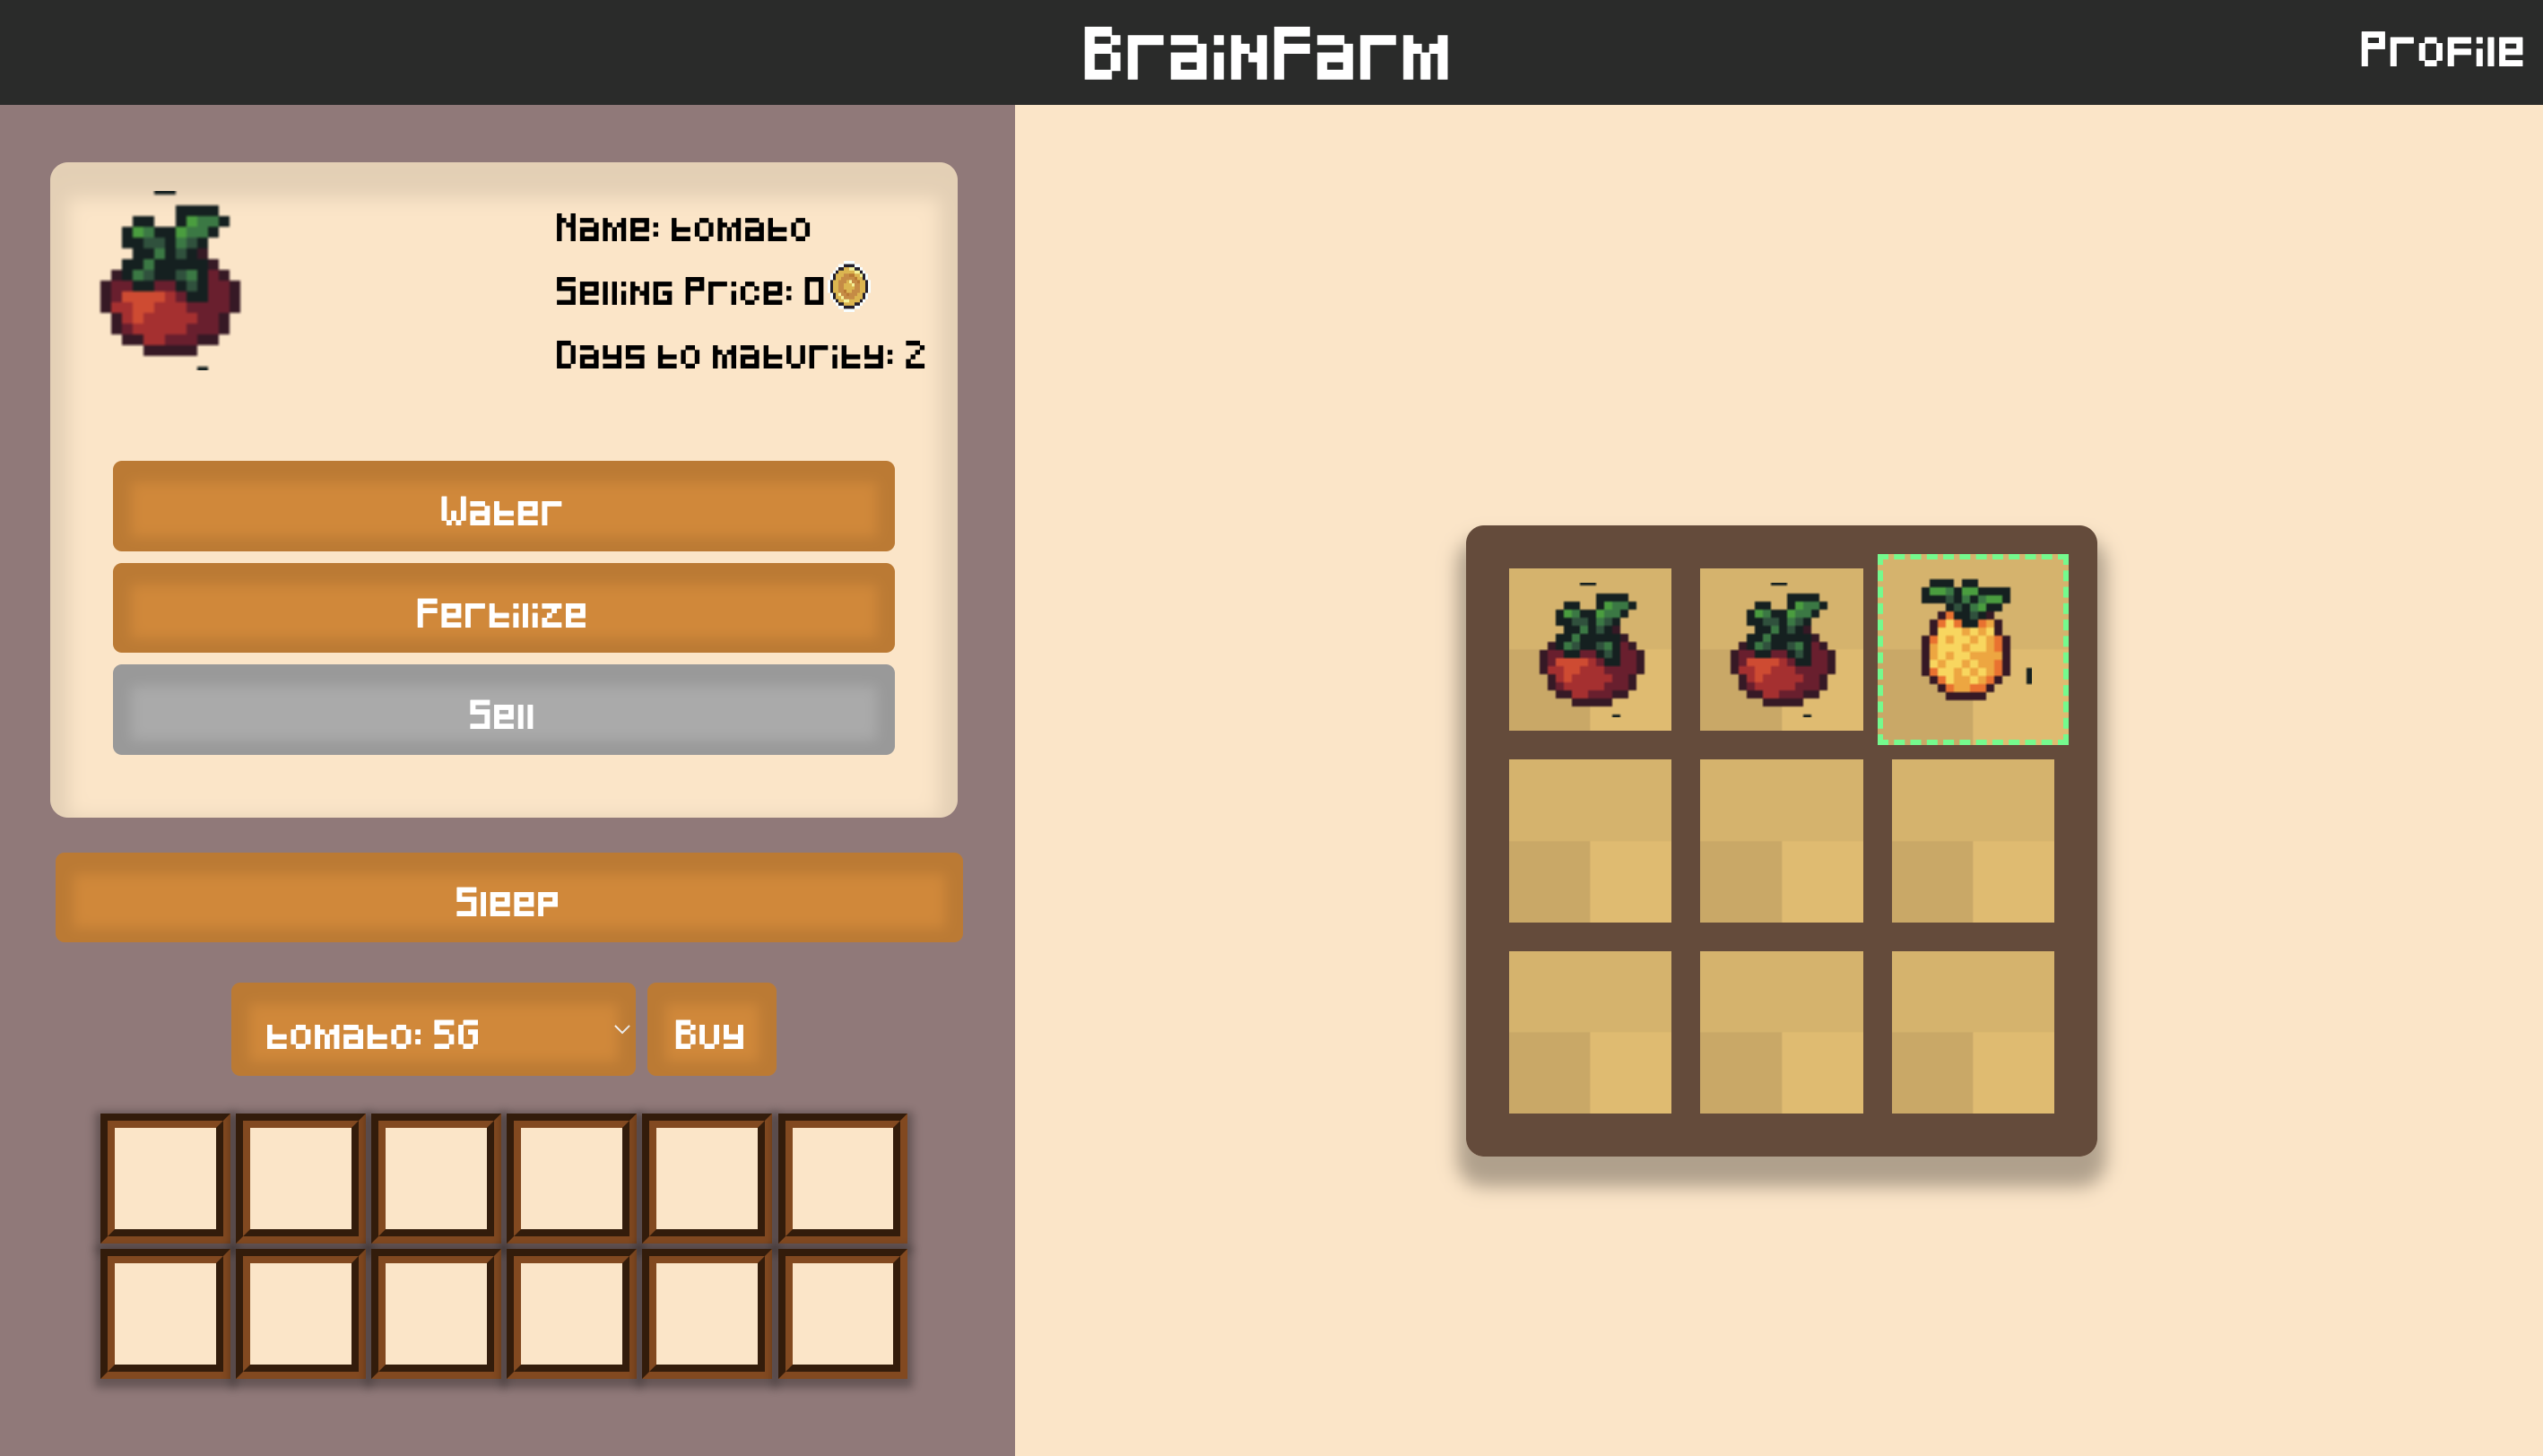 BrainFarm
Profile
Name: tomato
Selling Price: 0
Days to maturity: 2
Water
Fertilize
Sell
Sleep
tomato: 5G
Buy